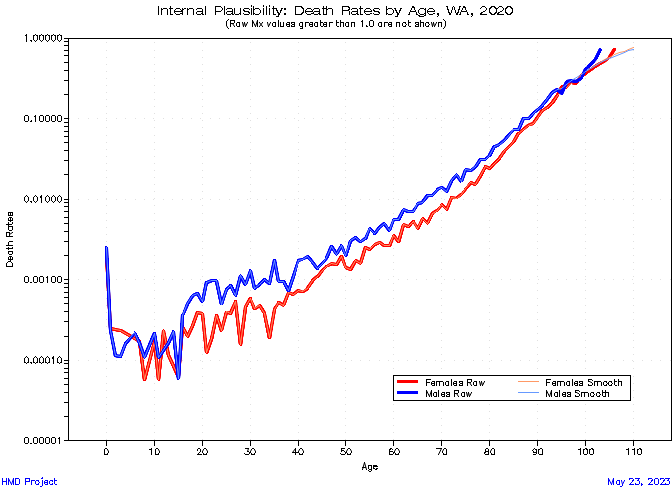 Internal Plausibility: Death Rates by Age, WA, 2020
(Raw Mx values greater than 1.0 are not shown)
1.00000
0.10000
0.01000
0.00100
0.00010
0.00001
Death Rates
0 10 20 30 40 50 60 70 80 90 100 110
Age
Females Raw Females Smooth
Males Raw Males Smooth
HMD Project May 23, 2023